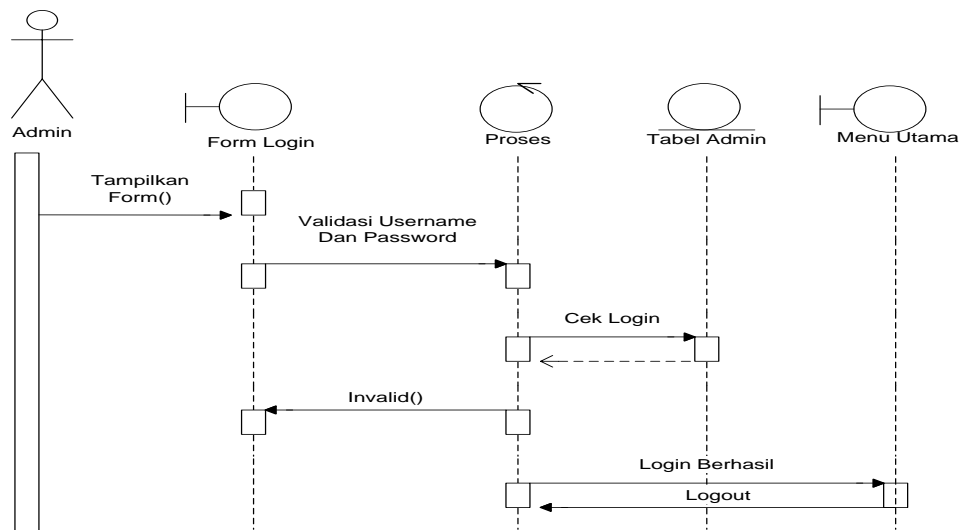 Admin
Form Login
Proses
Tabel Admin
Menu Utama
Tampilkan
Form()
Validasi Username
Dan Password
Cek Login
Invalid()
Login Berhasil
Logout